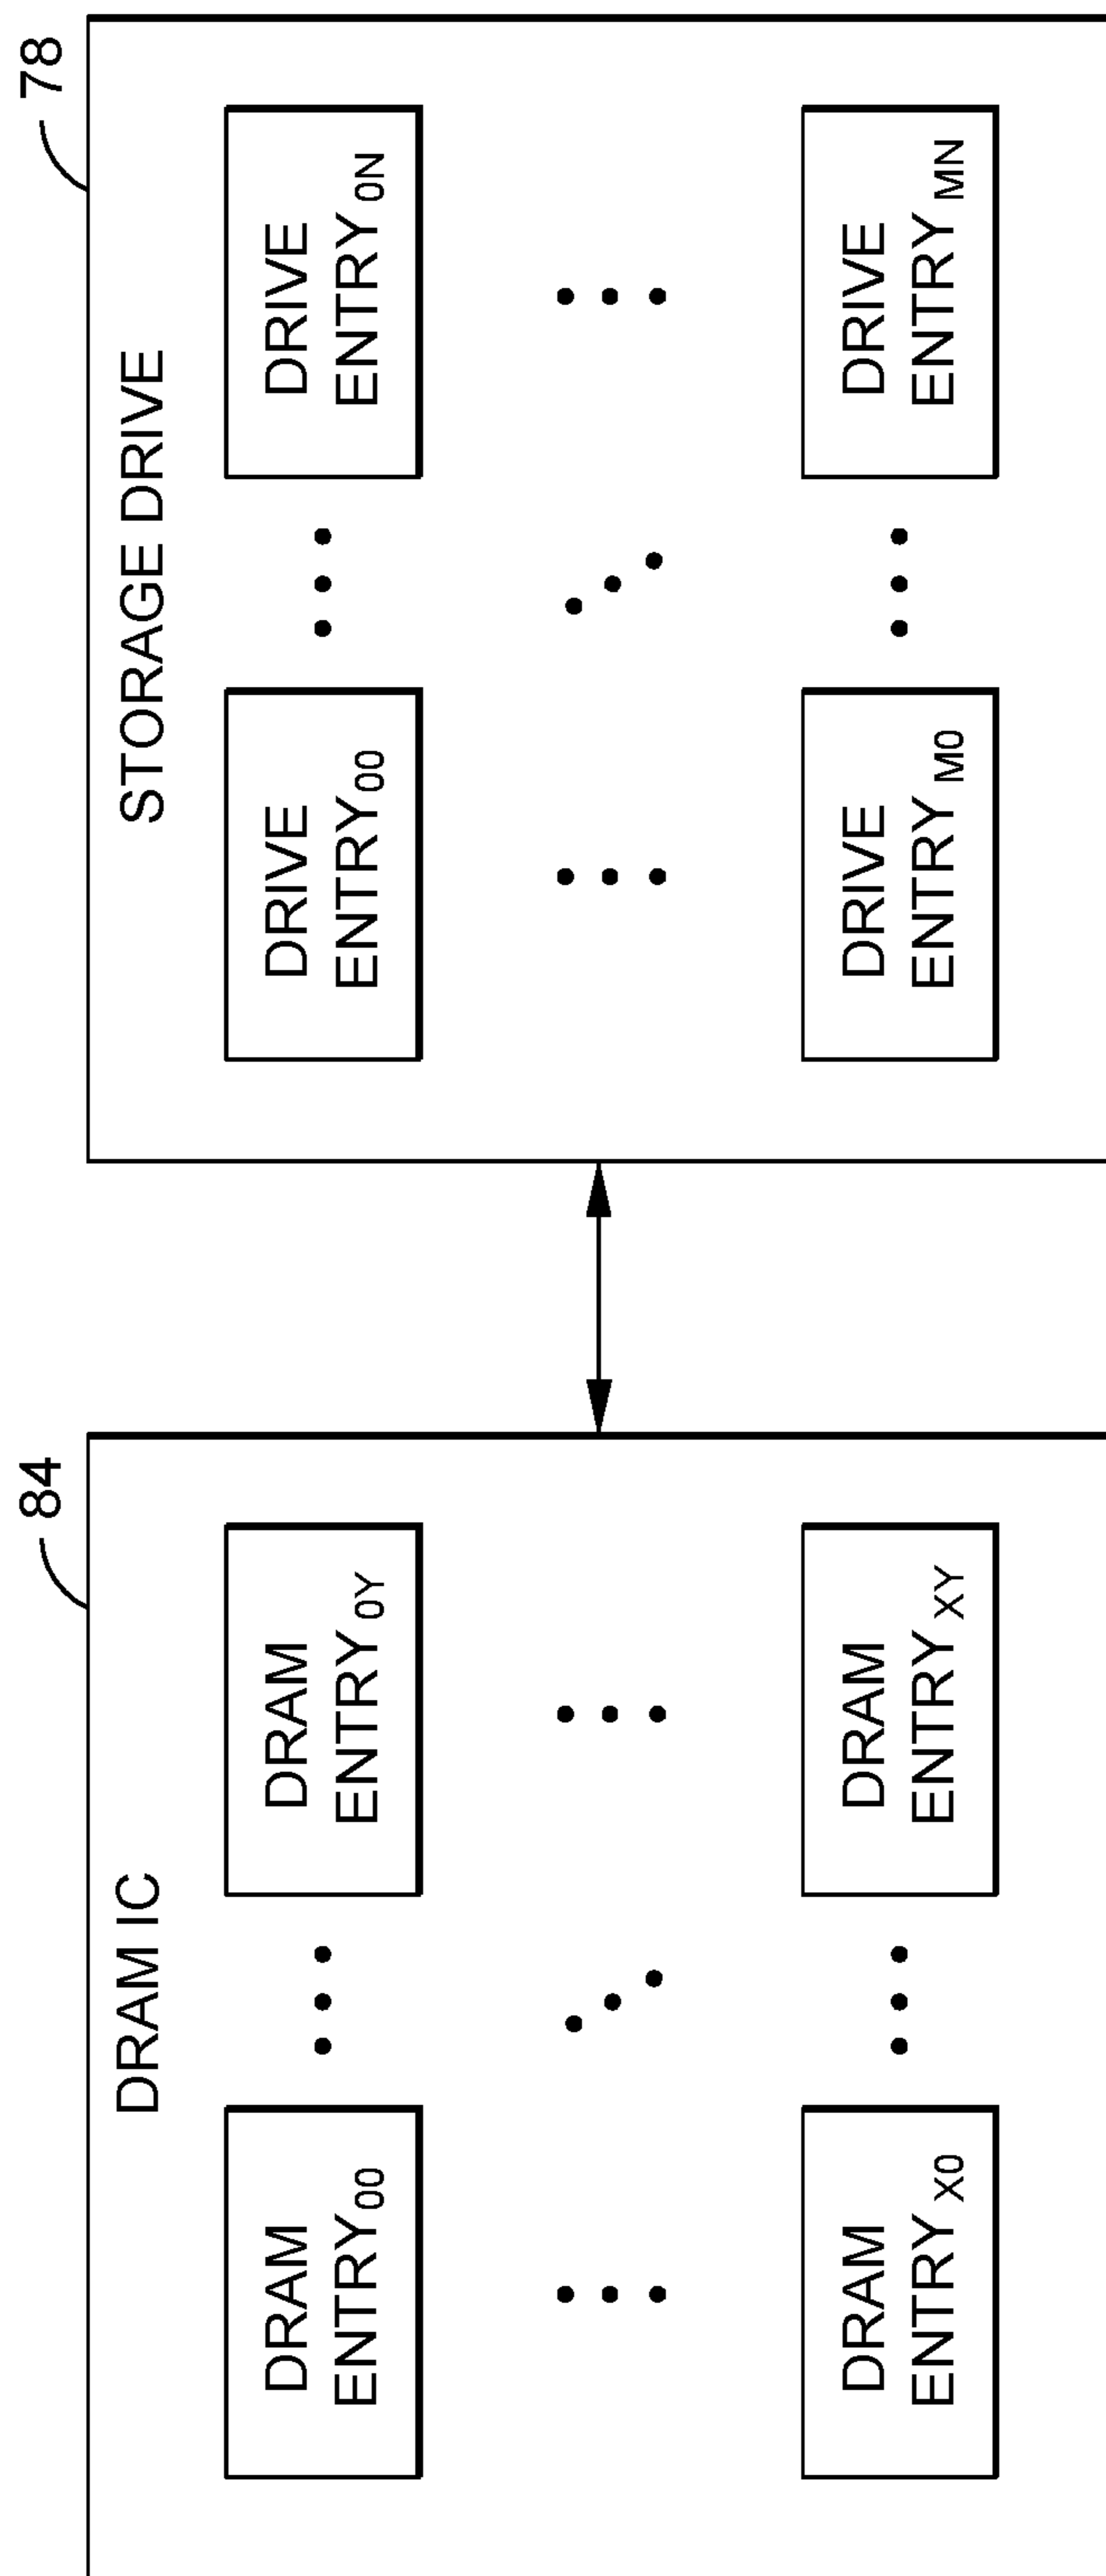 84
DRAM IC
DRAM
ENTRY00
DRAM
ENTRY0Y
DRAM
ENTRYX0
DRAM
ENTRYXY
78
STORAGE DRIVE
DRIVE
ENTRY00
DRIVE
ENTRY0N
DRIVE
ENTRYM0
DRIVE
ENTRYMN